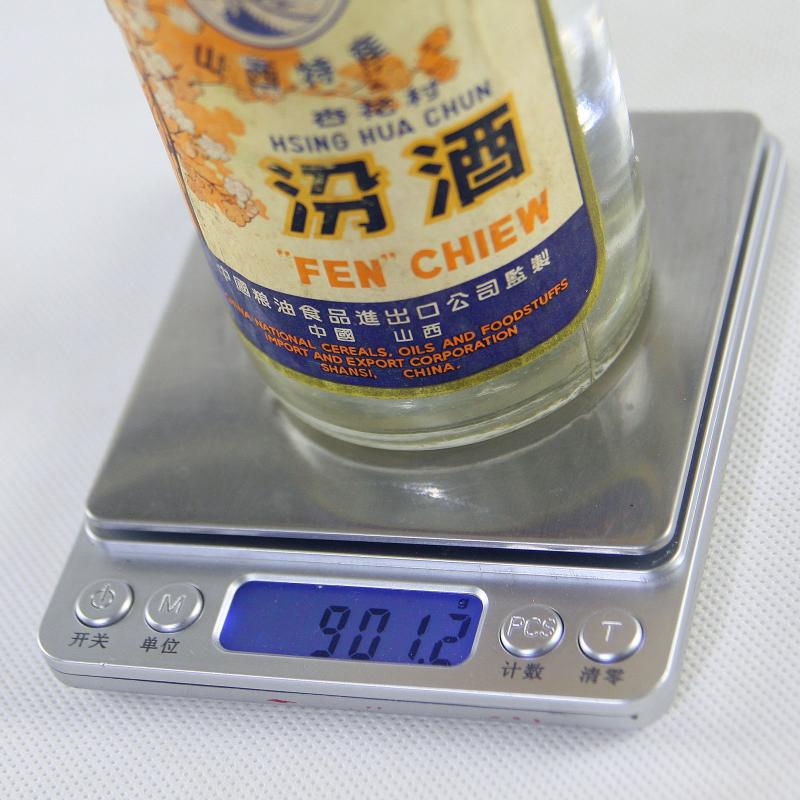 山西特産
杏花村
HSING HUA CHUN
汾酒
"FEN" CHIEW
中國粮油食品進出口公司監製
中國 山西
CHINA NATIONAL CEREALS, OILS AND FOODSTUFFS
IMPORT AND EXPORT CORPORATION
SHANSI, CHINA.
g
901.2
M
PCS
T
开关
单位
计数
清零